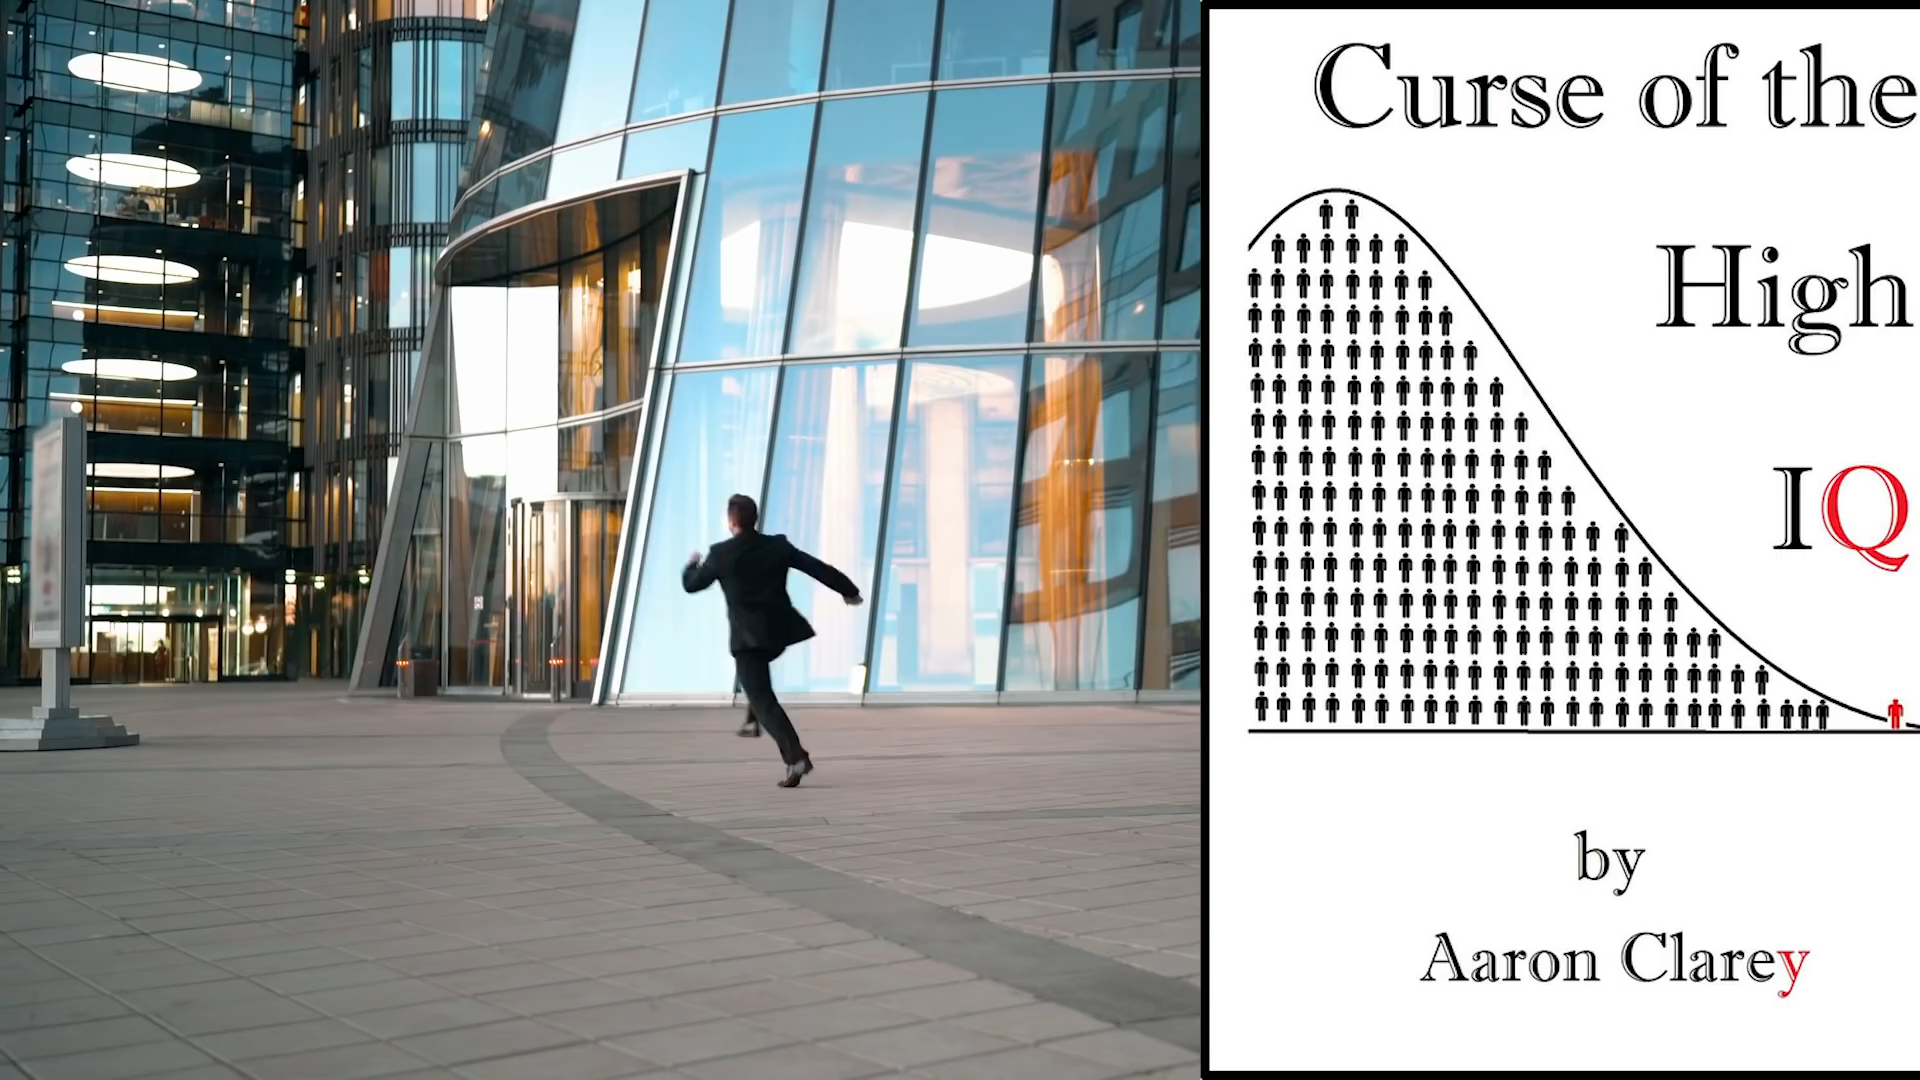 Curse of the
High
IQ
by
Aaron Clarey